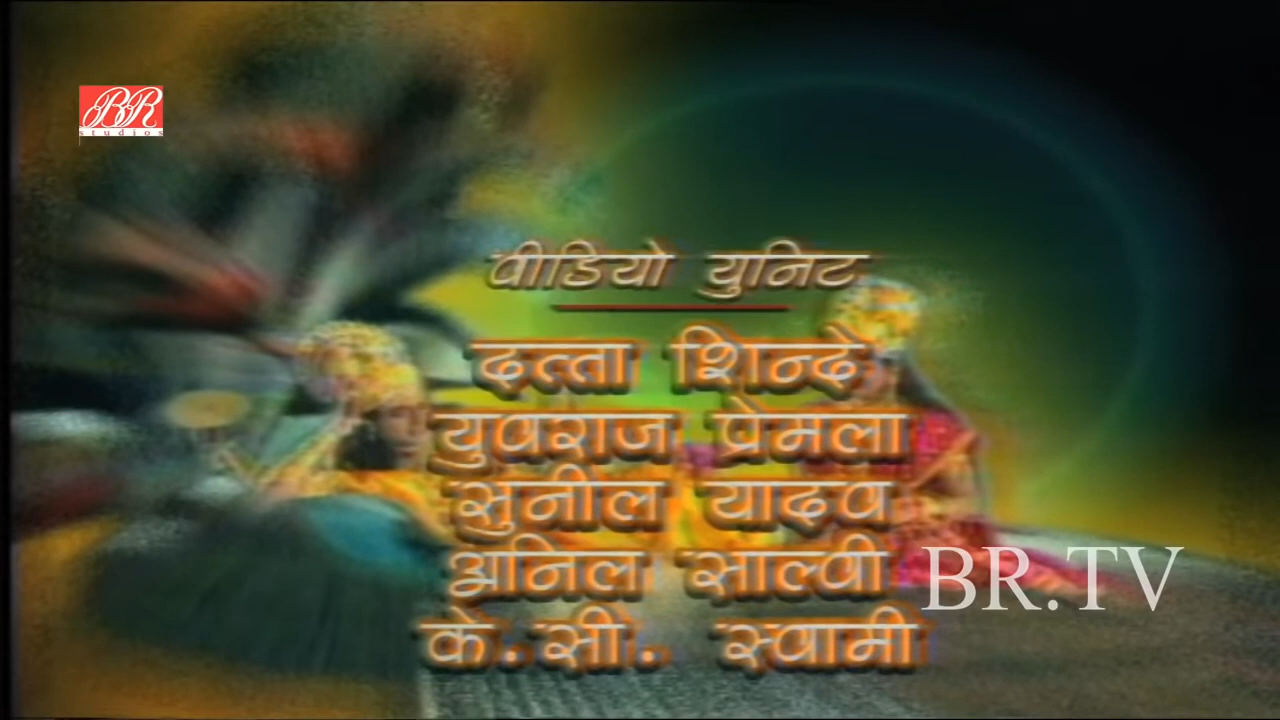 BR
studios
वीडियो युनिट
दत्ता शिन्दे
युवराज प्रेमला
सुनील यादव
अनिल साल्वी
के. सी. स्वामी
BR.TV